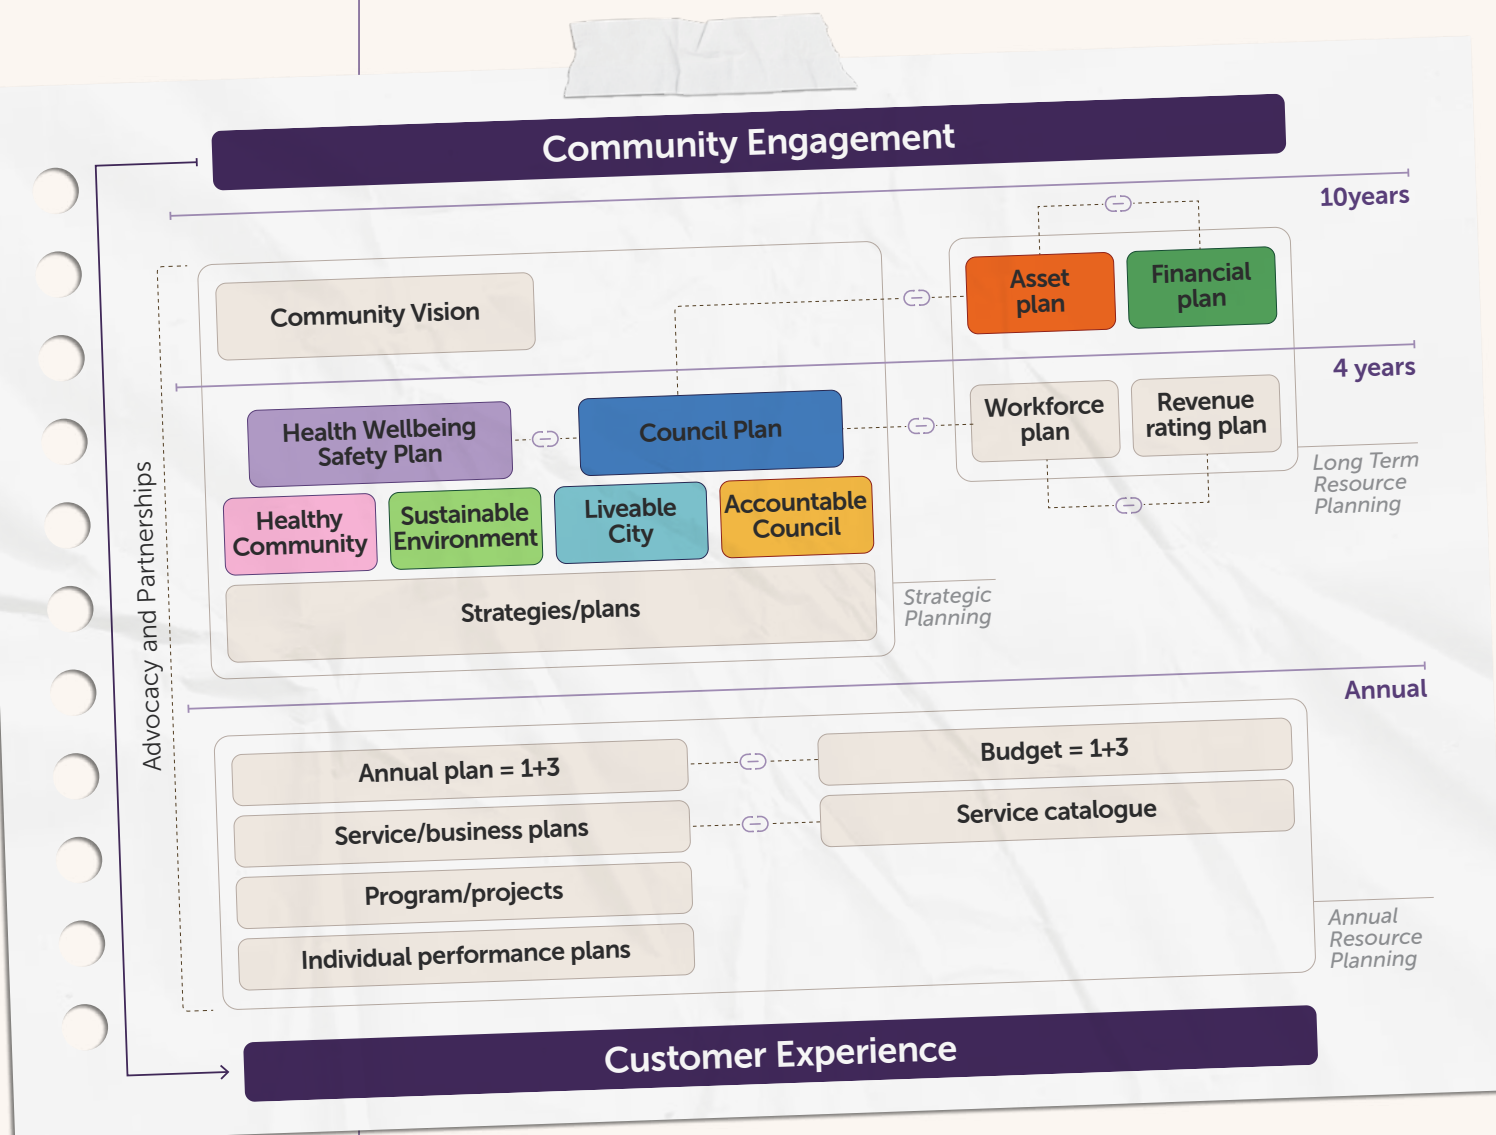 Community Engagement
10years
Asset
plan
Financial
plan
Community Vision
4 years
Health Wellbeing
Safety Plan
Council Plan
Workforce
plan
Revenue
rating plan
Long Term
Resource
Planning
Healthy
Community
Sustainable
Environment
Liveable
City
Accountable
Council
Strategies/plans
Strategic
Planning
Advocacy and Partnerships
Annual
Annual plan = 1+3
Budget = 1+3
Service/business plans
Service catalogue
Program/projects
Individual performance plans
Annual
Resource
Planning
Customer Experience